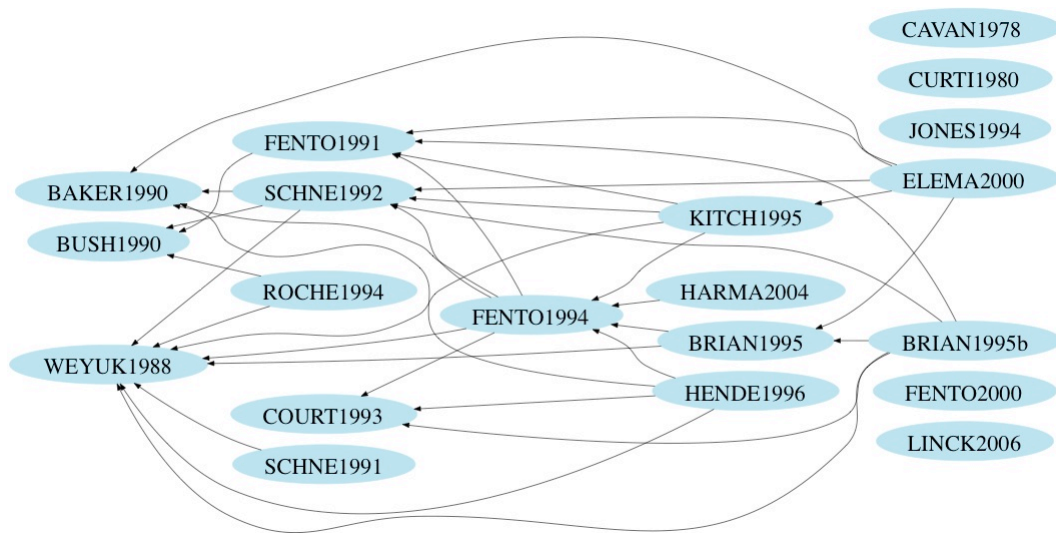 CAVAN1978
CURTI1980
JONES1994
FENTO1991
ELEMA2000
BAKER1990
SCHNE1992
KITCH1995
BUSH1990
ROCHE1994
HARMA2004
FENTO1994
BRIAN1995
BRIAN1995b
WEYUK1988
HENDE1996
FENTO2000
COURT1993
LINCK2006
SCHNE1991